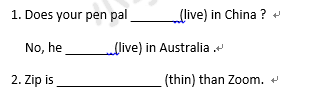 1. Does your pen pal _______(live) in China ? ↵
No, he ________(live) in Australia .↵
2. Zip is ________________ (thin) than Zoom. ↵